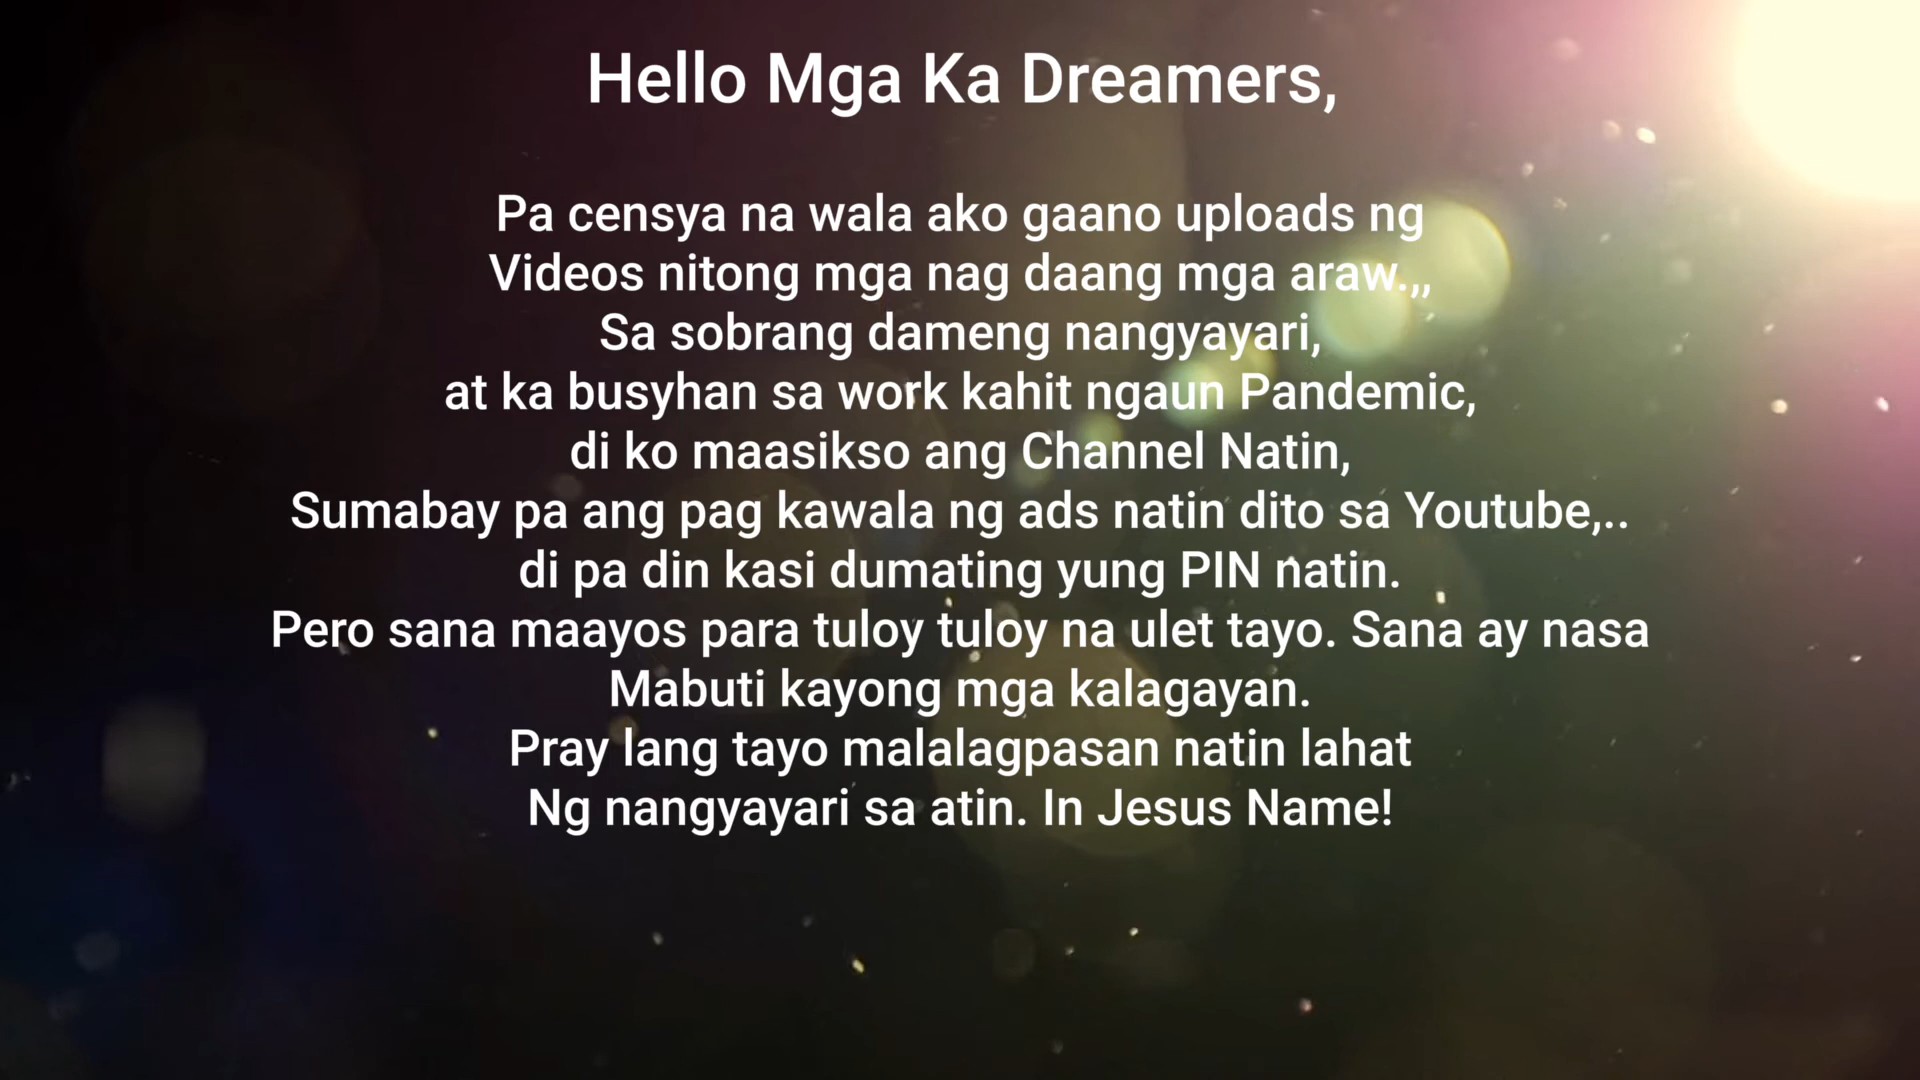 Hello Mga Ka Dreamers,
Pa censya na wala ako gaano uploads ng
Videos nitong mga nag daang mga araw.,,
Sa sobrang dameng nangyayari,
at ka busyhan sa work kahit ngaun Pandemic,
di ko maasikso ang Channel Natin,
Sumabay pa ang pag kawala ng ads natin dito sa Youtube,..
di pa din kasi dumating yung PIN natin.
Pero sana maayos para tuloy tuloy na ulet tayo. Sana ay nasa
Mabuti kayong mga kalagayan.
Pray lang tayo malalagpasan natin lahat
Ng nangyayari sa atin. In Jesus Name!